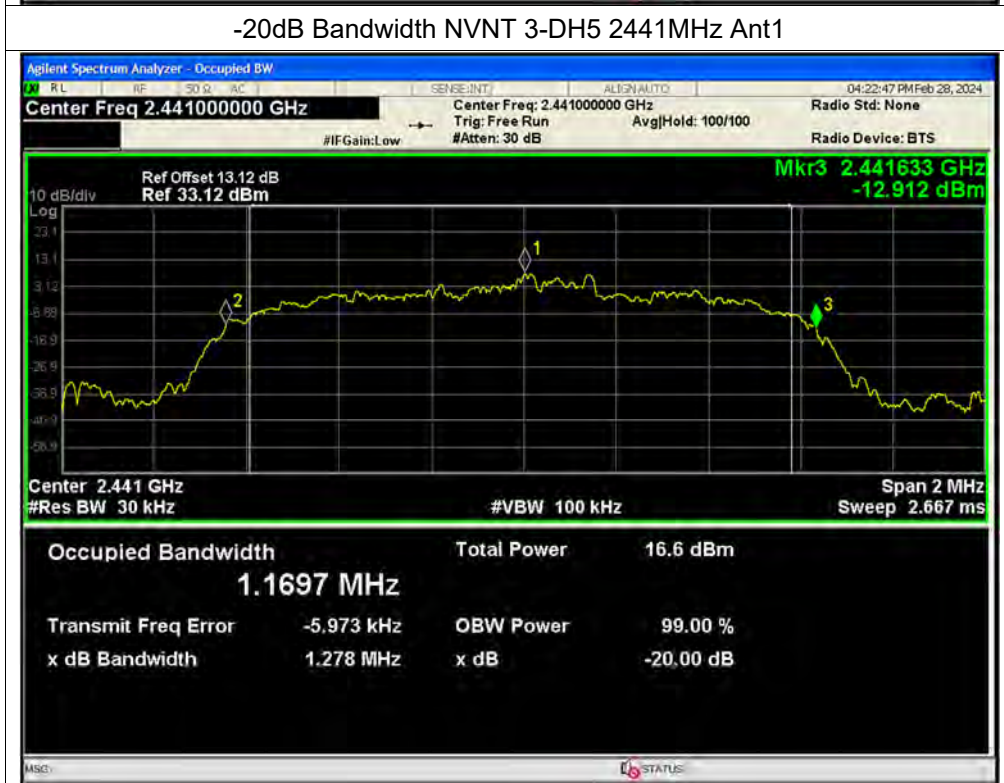 -20dB Bandwidth NVNT 3-DH5 2441MHz Ant1
Agilent Spectrum Analyzer - Occupied BW
RL RF 50 Ω AC SENSE:INT ALIGN AUTO 04:22:47 PM Feb 28, 2024
Center Freq 2.441000000 GHz
Center Freq: 2.441000000 GHz
Radio Std: None
Trig: Free Run Avg|Hold: 100/100
#IFGain:Low #Atten: 30 dB Radio Device: BTS
Mkr3 2.441633 GHz
-12.912 dBm
Ref Offset 13.12 dB
10 dB/div Ref 33.12 dBm
Log
23.1
13.1
3.12
-6.88
-16.9
-26.9
-36.9
-46.9
-56.9
1
2
3
Center 2.441 GHz Span 2 MHz
#Res BW 30 kHz #VBW 100 kHz Sweep 2.667 ms
Occupied Bandwidth Total Power 16.6 dBm
1.1697 MHz
Transmit Freq Error -5.973 kHz OBW Power 99.00 %
x dB Bandwidth 1.278 MHz x dB -20.00 dB
MSG STATUS